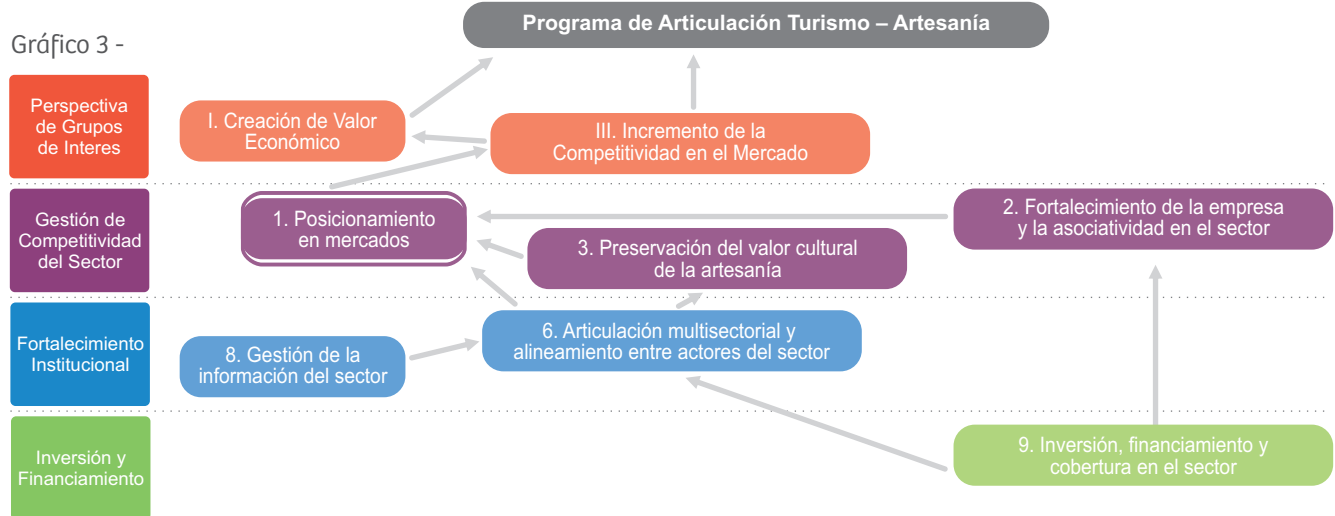 Programa de Articulación Turismo – Artesanía
Gráfico 3 -
Perspectiva
de Grupos
de Interes
I. Creación de Valor
Económico
III. Incremento de la
Competitividad en el Mercado
Gestión de
Competitividad
del Sector
1. Posicionamiento
en mercados
2. Fortalecimiento de la empresa
y la asociatividad en el sector
3. Preservación del valor cultural
de la artesanía
Fortalecimiento
Institucional
8. Gestión de la
información del sector
6. Articulación multisectorial y
alineamiento entre actores del sector
Inversión y
Financiamiento
9. Inversión, financiamiento y
cobertura en el sector